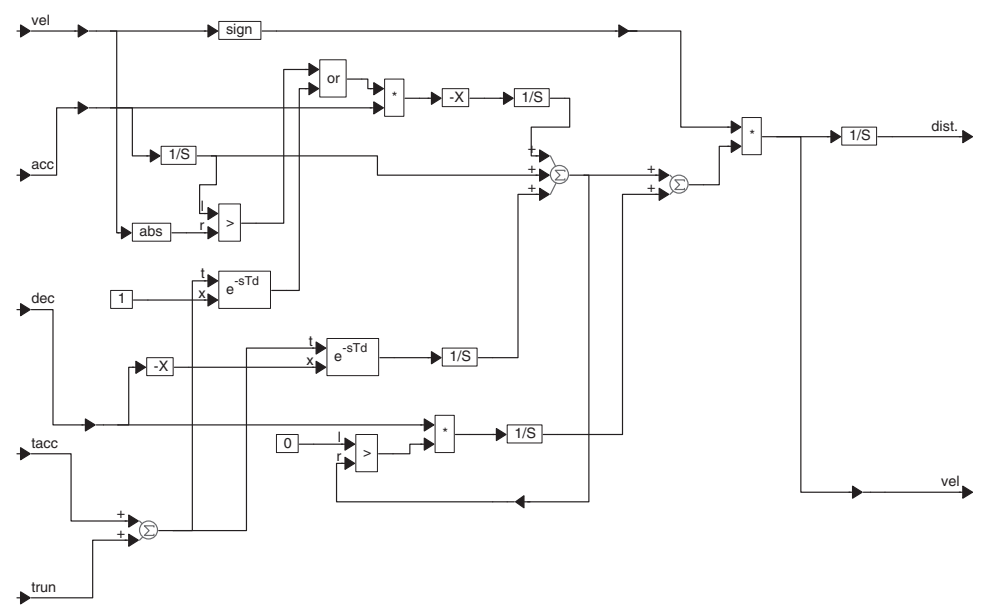 vel
sign
or
*
-X
1/S
acc
1/S
+
+
+
Σ
+
+
Σ
*
1/S
dist.
l
r
>
abs
t
x
e-sTd
1
dec
t
x
e-sTd
1/S
-X
*
1/S
0
l
r
>
tacc
vel
+
+
Σ
trun